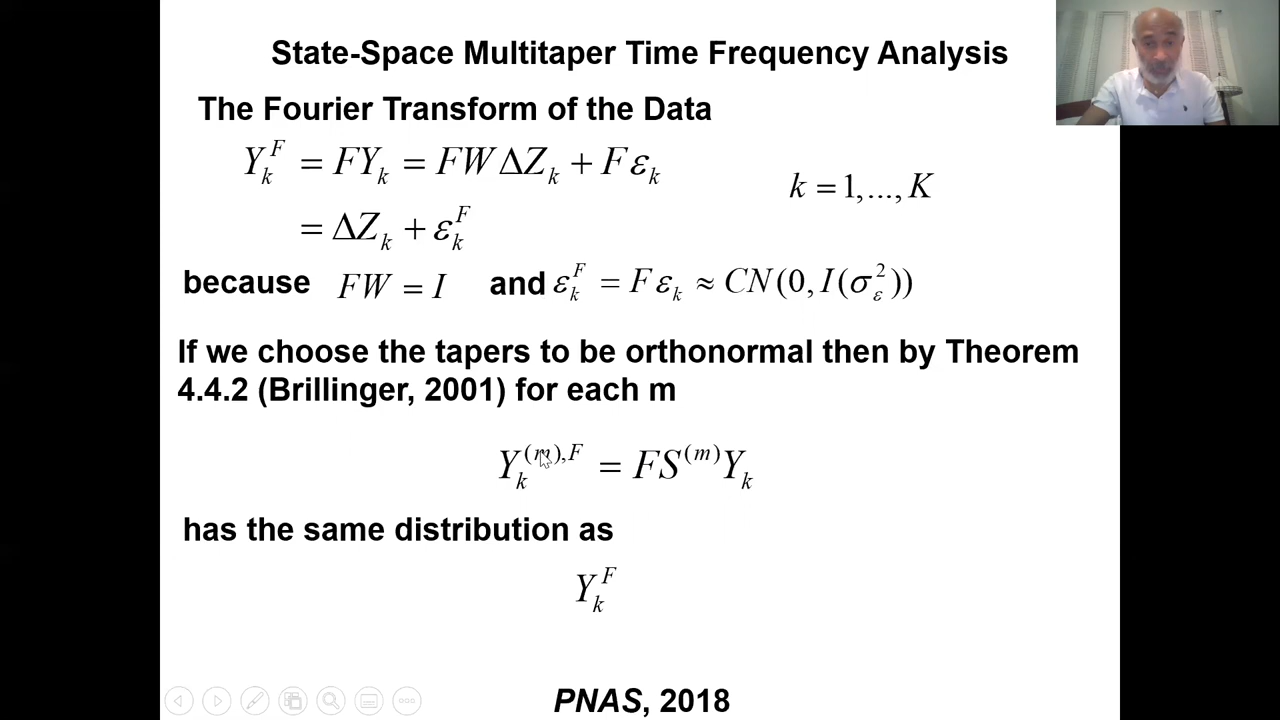 State-Space Multitaper Time Frequency Analysis
The Fourier Transform of the Data
Y_k^F = FY_k = FWΔZ_k + Fε_k
k = 1,..., K
= ΔZ_k + ε_k^F
because FW = I and ε_k^F = Fε_k ≈ CN(0, I(σ_ε^2))
If we choose the tapers to be orthonormal then by Theorem
4.4.2 (Brillinger, 2001) for each m
Y_k^{(m),F} = FS^{(m)}Y_k
has the same distribution as
Y_k^F
PNAS, 2018